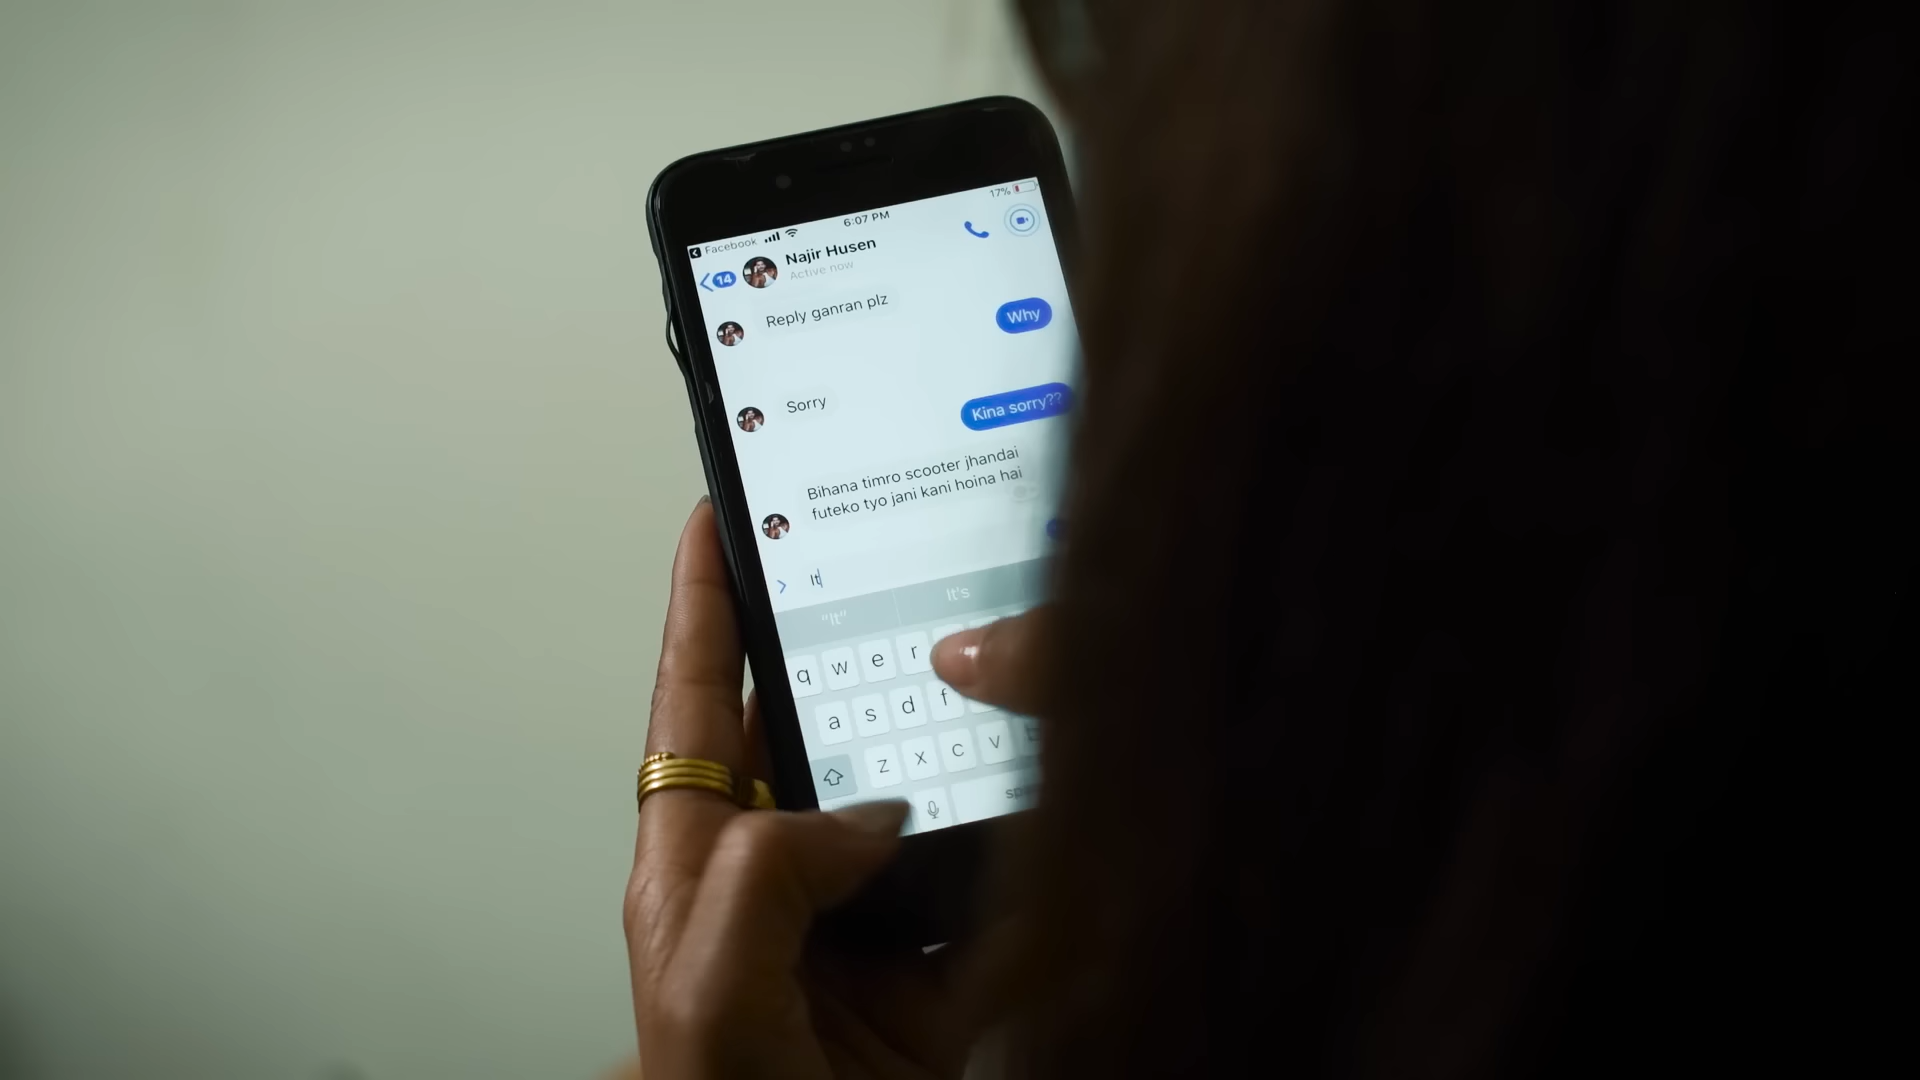 17%
6:07 PM
Facebook
Najir Husen
14
Active now
Reply ganran plz
Why
Sorry
Kina sorry??
Bihana timro scooter jhandai
futeko tyo jani kani hoina hai
It
"It" It's
q w e r
a s d f
z x c v